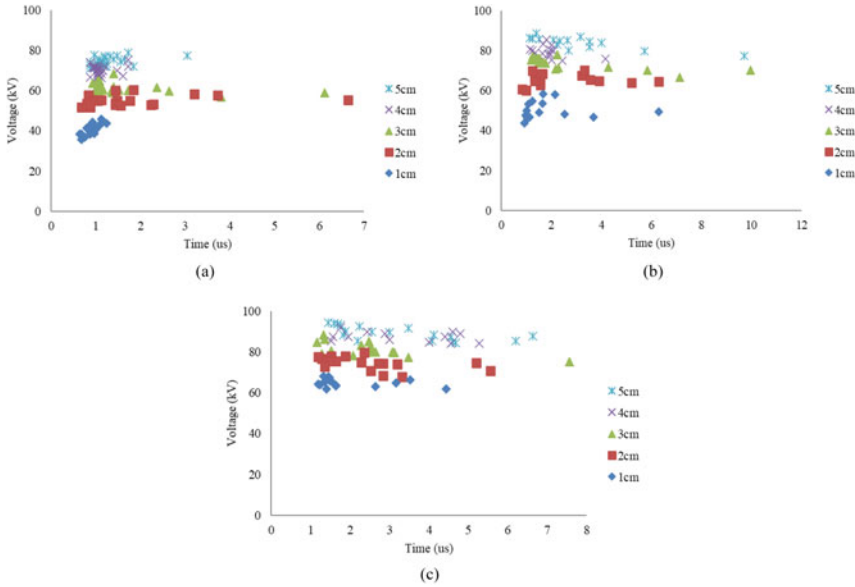 100
80
60
40
20
0
Voltage (kV)
0 1 2 3 4 5 6 7
Time (us)
5cm
4cm
3cm
2cm
1cm
(a)
100
80
60
40
20
0
Voltage (kV)
0 2 4 6 8 10 12
Time (us)
5cm
4cm
3cm
2cm
1cm
(b)
100
80
60
40
20
0
Voltage (kV)
0 1 2 3 4 5 6 7 8
Time (us)
5cm
4cm
3cm
2cm
1cm
(c)